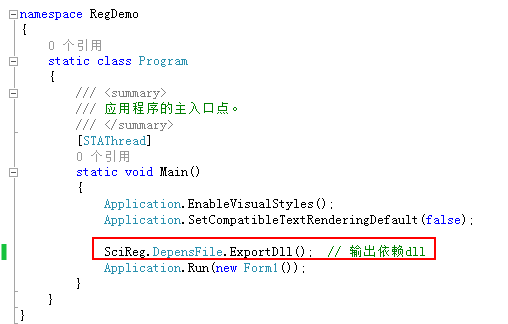 namespace RegDemo
{
0 个引用
static class Program
{
/// <summary>
/// 应用程序的主入口点。
/// </summary>
[STAThread]
0 个引用
static void Main()
{
Application.EnableVisualStyles();
Application.SetCompatibleTextRenderingDefault(false);
SciReg.DepensFile.ExportDll();  // 输出依赖dll
Application.Run(new Form1());
}
}
}